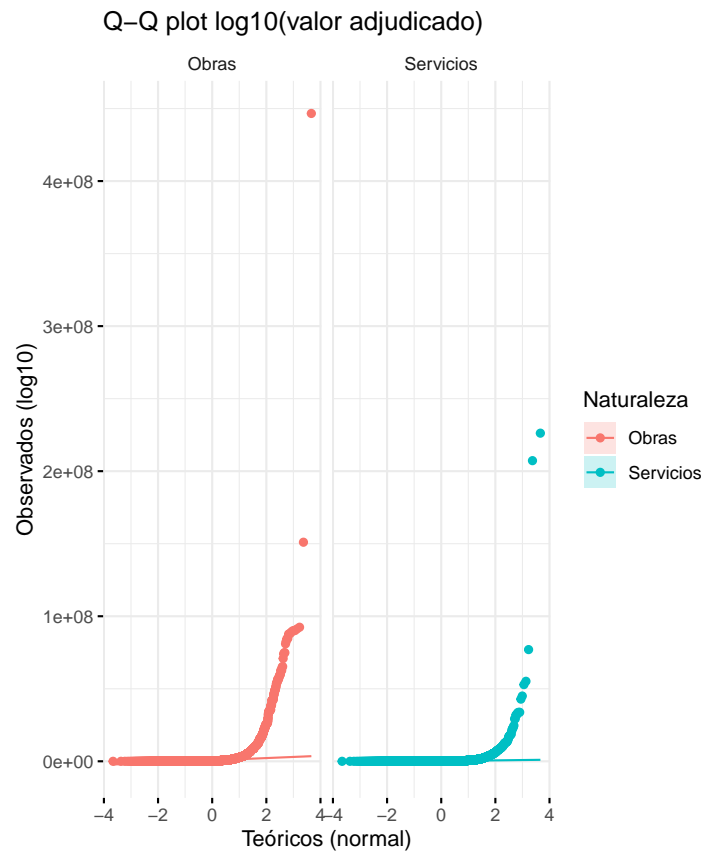 Q−Q plot log10(valor adjudicado)
Obras
Servicios
4e+08
3e+08
2e+08
1e+08
0e+00
Observados (log10)
−4 −2 0 2 4 −4 −2 0 2 4
Teóricos (normal)
Naturaleza
Obras
Servicios